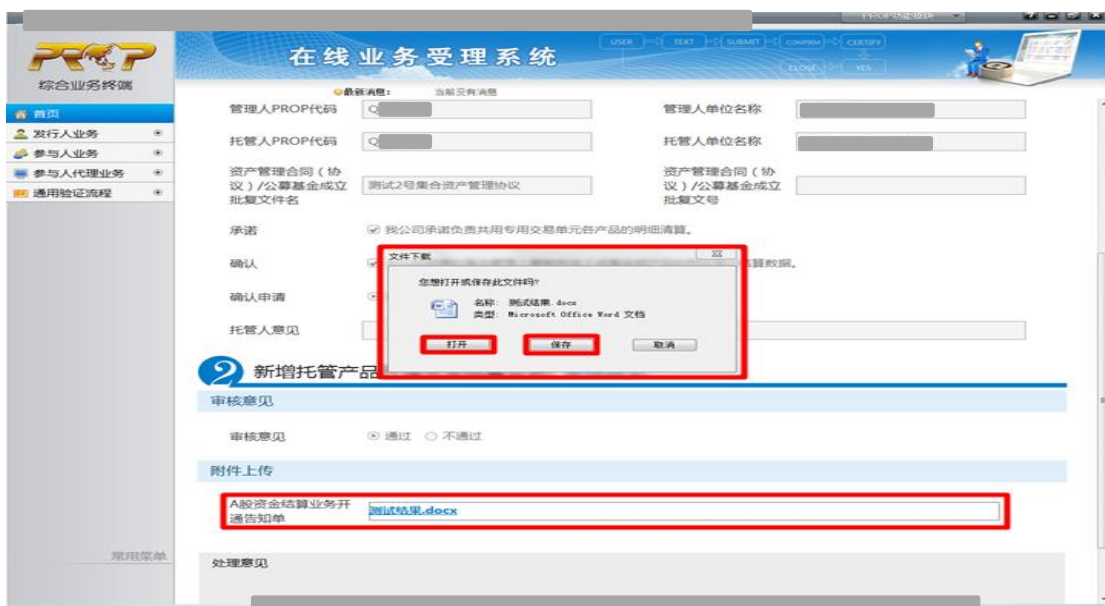 PROP功能模块
PROP
综合业务终端
在线业务受理系统
USER
TEXT
SUBMIT
CONFIRM
CERTIFY
CLOSE
YES
最新消息： 当前没有消息
首页
发行人业务
参与人业务
参与人代理业务
通用验证流程
常用菜单
管理人PROP代码 Q
管理人单位名称
托管人PROP代码 Q
托管人单位名称
资产管理合同（协
议）/公募基金成立
批复文件名
测试2号集合资产管理协议
资产管理合同（协
议）/公募基金成立
批复文号
承诺 我公司承诺负责共用专用交易单元各产品的明细清算。
确认
结算数据。
确认申请
托管人意见
文件下载
您想打开或保存此文件吗?
名称: 测试结果.docx
类型: Microsoft Office Word 文档
打开 保存 取消
2 新增托管产品
审核意见
审核意见 通过 不通过
附件上传
A股资金结算业务开
通告知单
测试结果.docx
处理意见